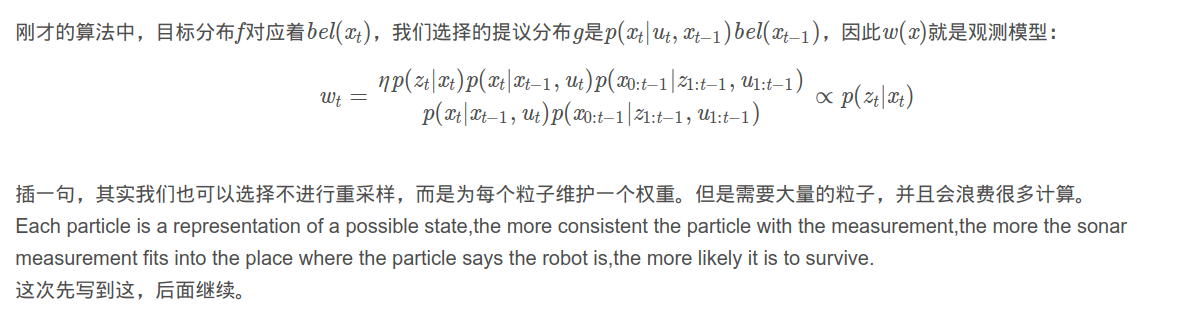 刚才的算法中，目标分布f对应着bel(x_t)，我们选择的提议分布g是p(x_t|u_t, x_{t−1})bel(x_{t−1})，因此w(x)就是观测模型：
w_t = \frac{ηp(z_t|x_t)p(x_t|x_{t−1}, u_t)p(x_{0:t−1}|z_{1:t−1}, u_{1:t−1})}{p(x_t|x_{t−1}, u_t)p(x_{0:t−1}|z_{1:t−1}, u_{1:t−1})} ∝ p(z_t|x_t)
插一句，其实我们也可以选择不进行重采样，而是为每个粒子维护一个权重。但是需要大量的粒子，并且会浪费很多计算。
Each particle is a representation of a possible state,the more consistent the particle with the measurement,the more the sonar
measurement fits into the place where the particle says the robot is,the more likely it is to survive.
这次先写到这，后面继续。